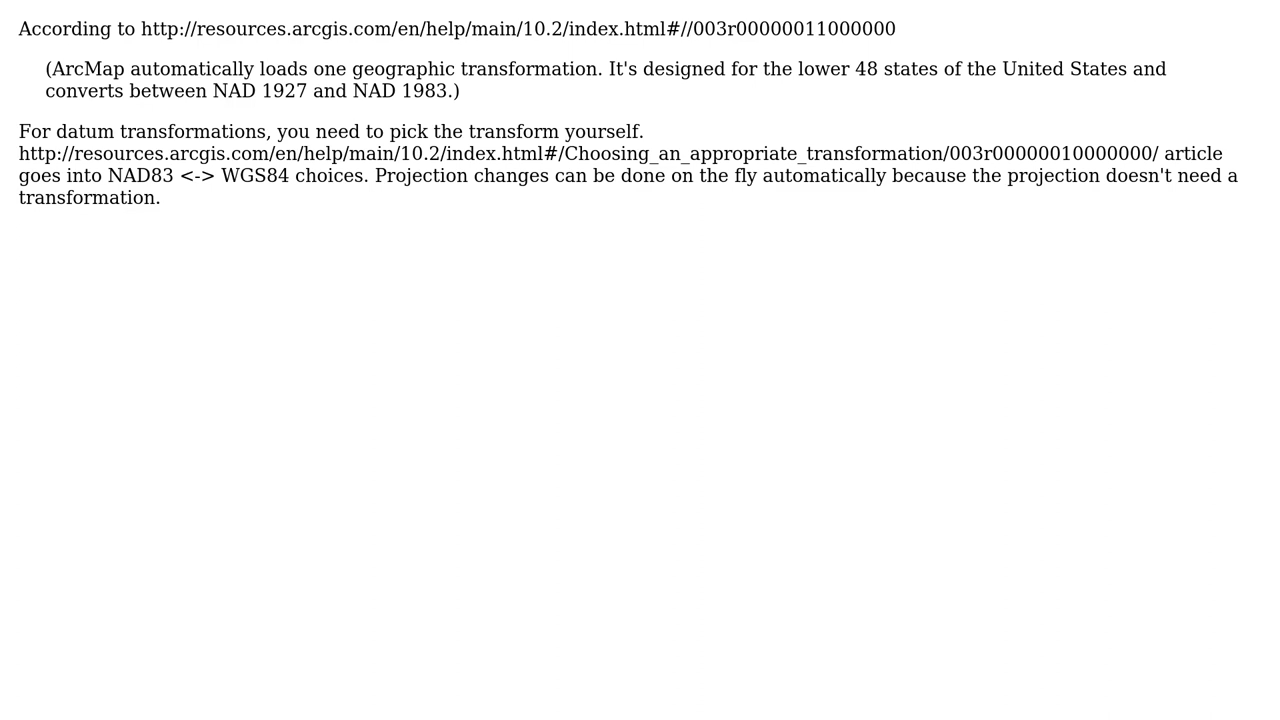 According to http://resources.arcgis.com/en/help/main/10.2/index.html#//003r00000011000000
(ArcMap automatically loads one geographic transformation. It's designed for the lower 48 states of the United States and
converts between NAD 1927 and NAD 1983.)
For datum transformations, you need to pick the transform yourself.
http://resources.arcgis.com/en/help/main/10.2/index.html#/Choosing_an_appropriate_transformation/003r00000010000000/ article
goes into NAD83 <-> WGS84 choices. Projection changes can be done on the fly automatically because the projection doesn't need a
transformation.